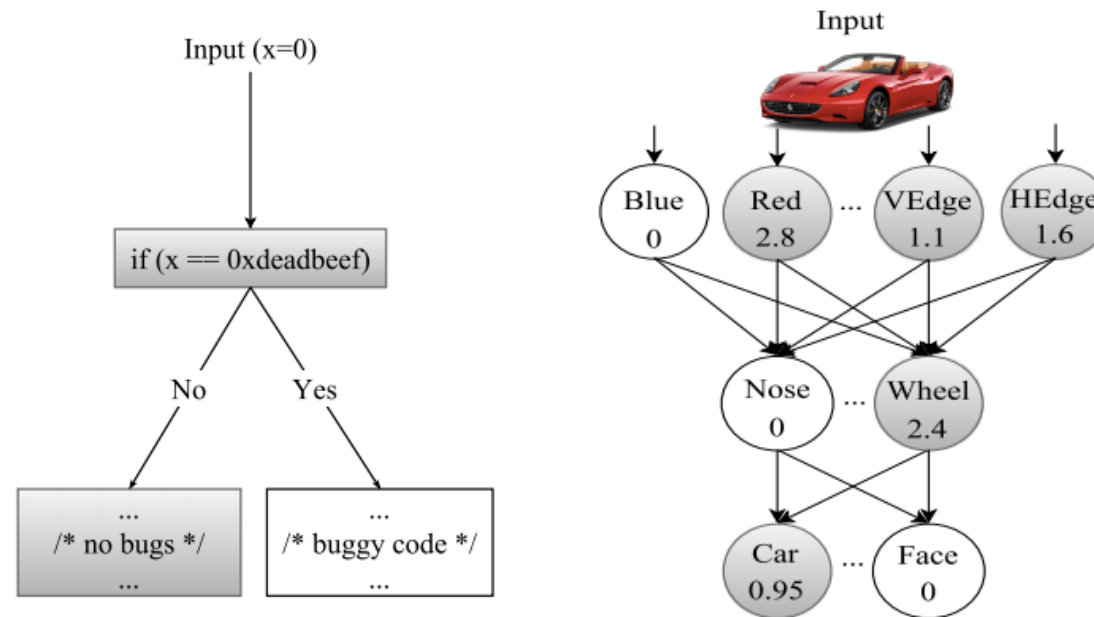 Input (x=0)
if (x == 0xdeadbeef)
No
Yes
...
/* no bugs */
...
...
/* buggy code */
...
Input
Blue
0
Red
2.8
...
VEdge
1.1
HEdge
1.6
Nose
0
...
Wheel
2.4
Car
0.95
...
Face
0